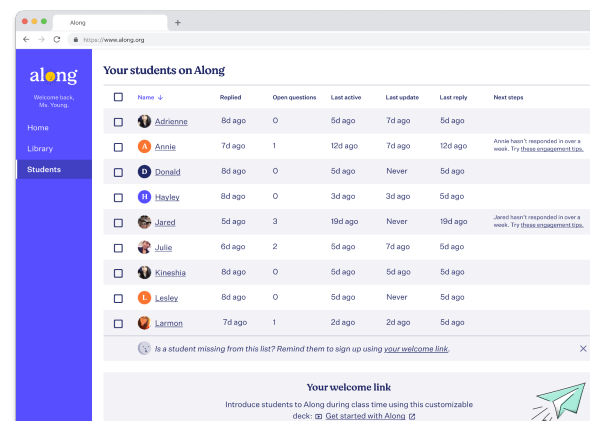 Along
https://www.along.org
along
Welcome back,
Ms. Young.
Home
Library
Students
Your students on Along
Name ↓ Replied Open questions Last active Last update Last reply Next steps
Adrienne 8d ago 0 5d ago 7d ago 5d ago
A Annie 7d ago 1 12d ago 7d ago 12d ago Annie hasn't responded in over a
week. Try these engagement tips.
D Donald 8d ago 0 5d ago Never 5d ago
H Hayley 8d ago 0 3d ago 3d ago 5d ago
Jared 5d ago 3 19d ago Never 19d ago Jared hasn't responded in over a
week. Try these engagement tips.
Julie 6d ago 2 5d ago 7d ago 5d ago
Kineshia 8d ago 0 5d ago 5d ago 5d ago
L Lesley 8d ago 0 5d ago Never 5d ago
Larmon 7d ago 1 2d ago 2d ago 5d ago
Is a student missing from this list? Remind them to sign up using your welcome link.
Your welcome link
Introduce students to Along during class time using this customizable
deck: Get started with Along